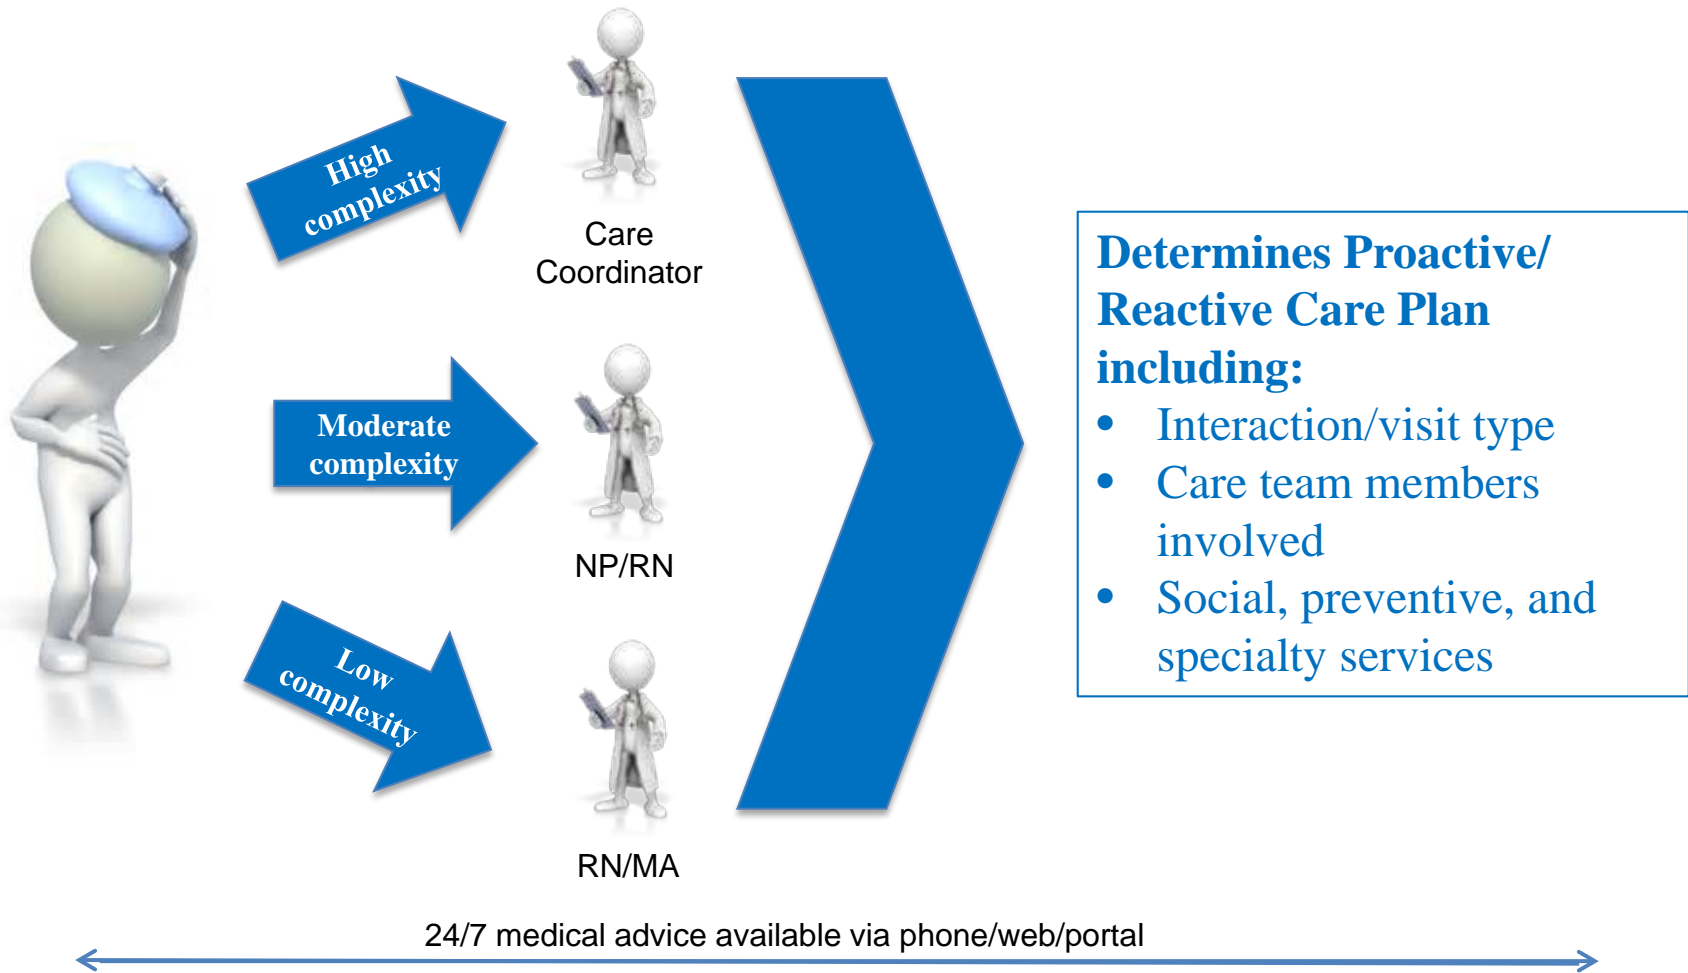 High
complexity
Care
Coordinator
Moderate
complexity
NP/RN
Low
complexity
RN/MA
Determines Proactive/
Reactive Care Plan
including:
• Interaction/visit type
• Care team members
involved
• Social, preventive, and
specialty services
24/7 medical advice available via phone/web/portal